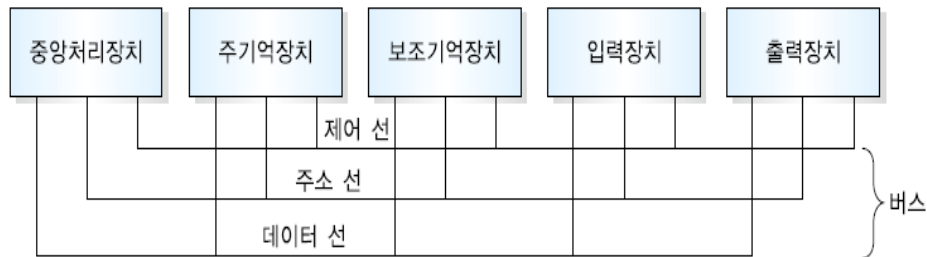 중앙처리장치 주기억장치 보조기억장치 입력장치 출력장치
제어 선
주소 선
버스
데이터 선